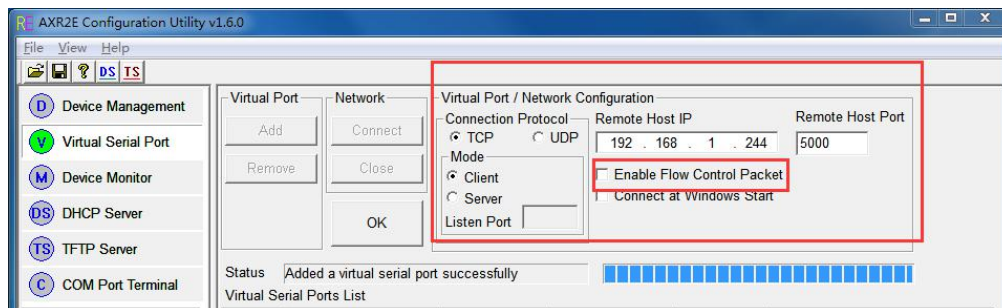 RE AXR2E Configuration Utility v1.6.0
File View Help
? DS TS
D Device Management
V Virtual Serial Port
M Device Monitor
DS DHCP Server
TS TFTP Server
C COM Port Terminal
Virtual Port
Add
Remove
Network
Connect
Close
OK
Virtual Port / Network Configuration
Connection Protocol
TCP UDP
Mode
Client
Server
Listen Port
Remote Host IP
192 . 168 . 1 . 244
Remote Host Port
5000
Enable Flow Control Packet
Connect at Windows Start
Status Added a virtual serial port successfully
Virtual Serial Ports List